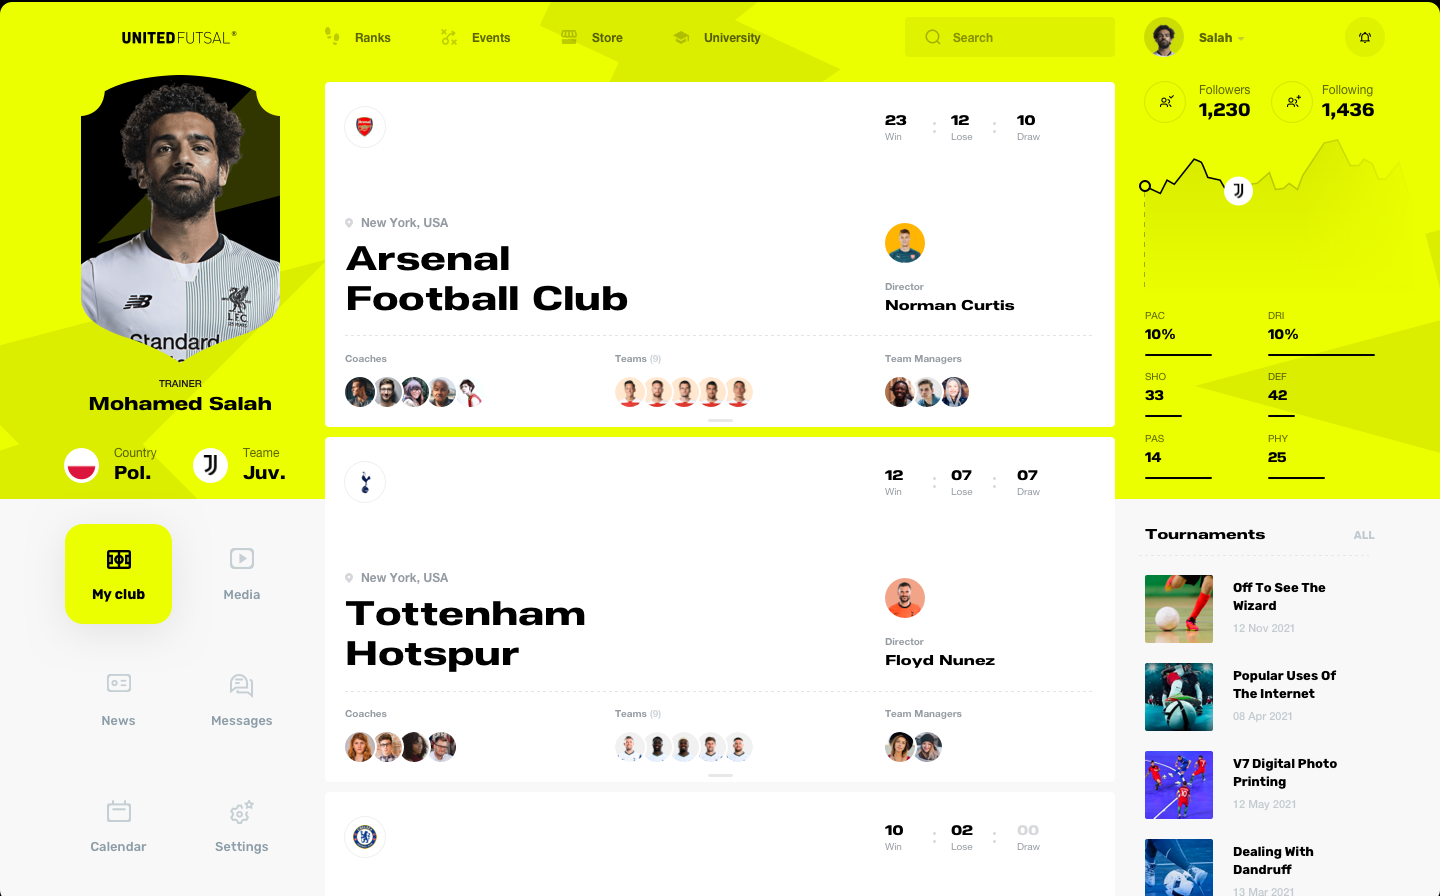 UNITEDFUTSAL®
Ranks
Events
Store
University
Search
Salah
Standard
L.F.C.
TRAINER
Mohamed Salah
Country
Pol.
Teame
Juv.
My club
Media
News
Messages
Calendar
Settings
23 : 12 : 10
Win Lose Draw
New York, USA
Arsenal
Football Club
Director
Norman Curtis
Coaches
Teams (9)
Team Managers
12 : 07 : 07
Win Lose Draw
New York, USA
Tottenham
Hotspur
Director
Floyd Nunez
Coaches
Teams (9)
Team Managers
10 : 02 : 00
Win Lose Draw
Followers
1,230
Following
1,436
PAC
10%
DRI
10%
SHO
33
DEF
42
PAS
14
PHY
25
Tournaments
ALL
Off To See The
Wizard
12 Nov 2021
Popular Uses Of
The Internet
08 Apr 2021
V7 Digital Photo
Printing
12 May 2021
Dealing With
Dandruff
13 Mar 2021